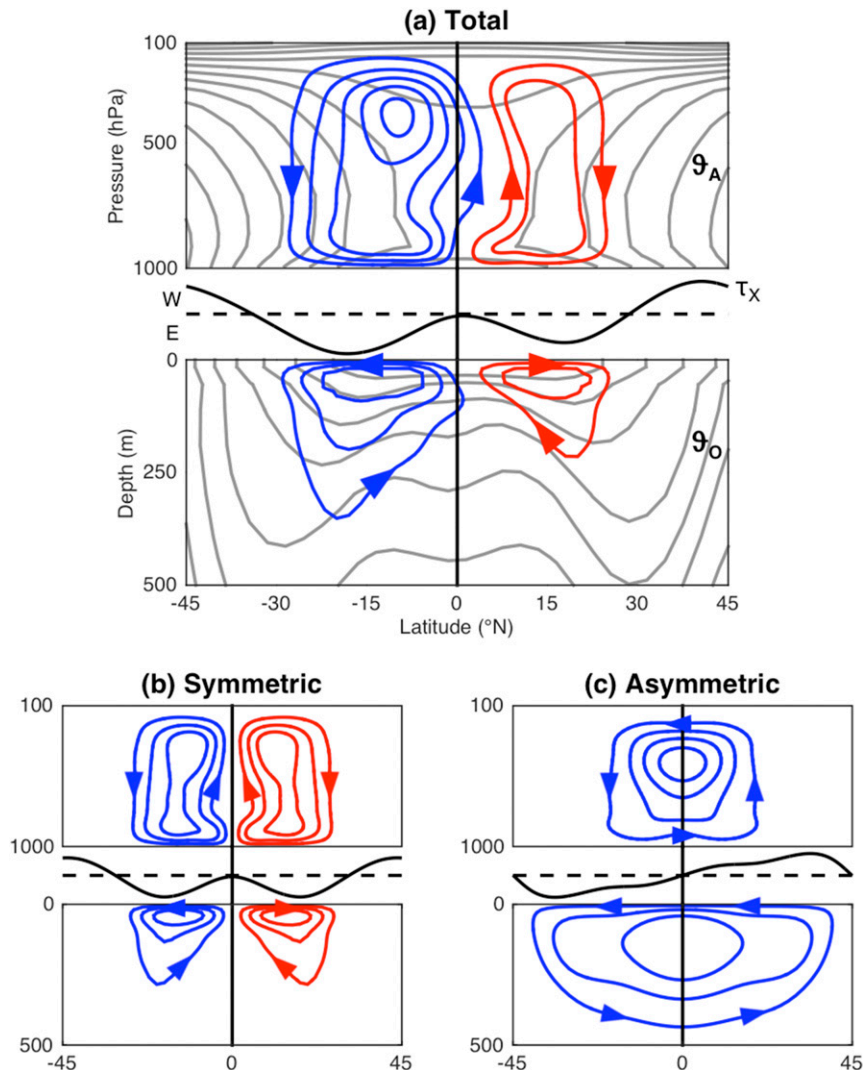 (a) Total
100
500
1000
Pressure (hPa)
ϑA
W
E
τX
0
250
500
Depth (m)
ϑO
-45 -30 -15 0 15 30 45
Latitude (°N)
(b) Symmetric
100
1000
0
500
-45 0 45
(c) Asymmetric
100
1000
0
500
-45 0 45